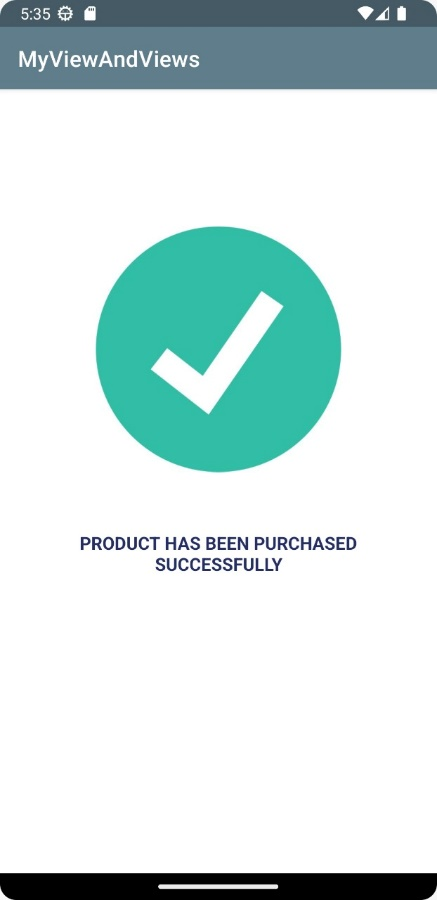 5:35
MyViewAndViews
PRODUCT HAS BEEN PURCHASED
SUCCESSFULLY